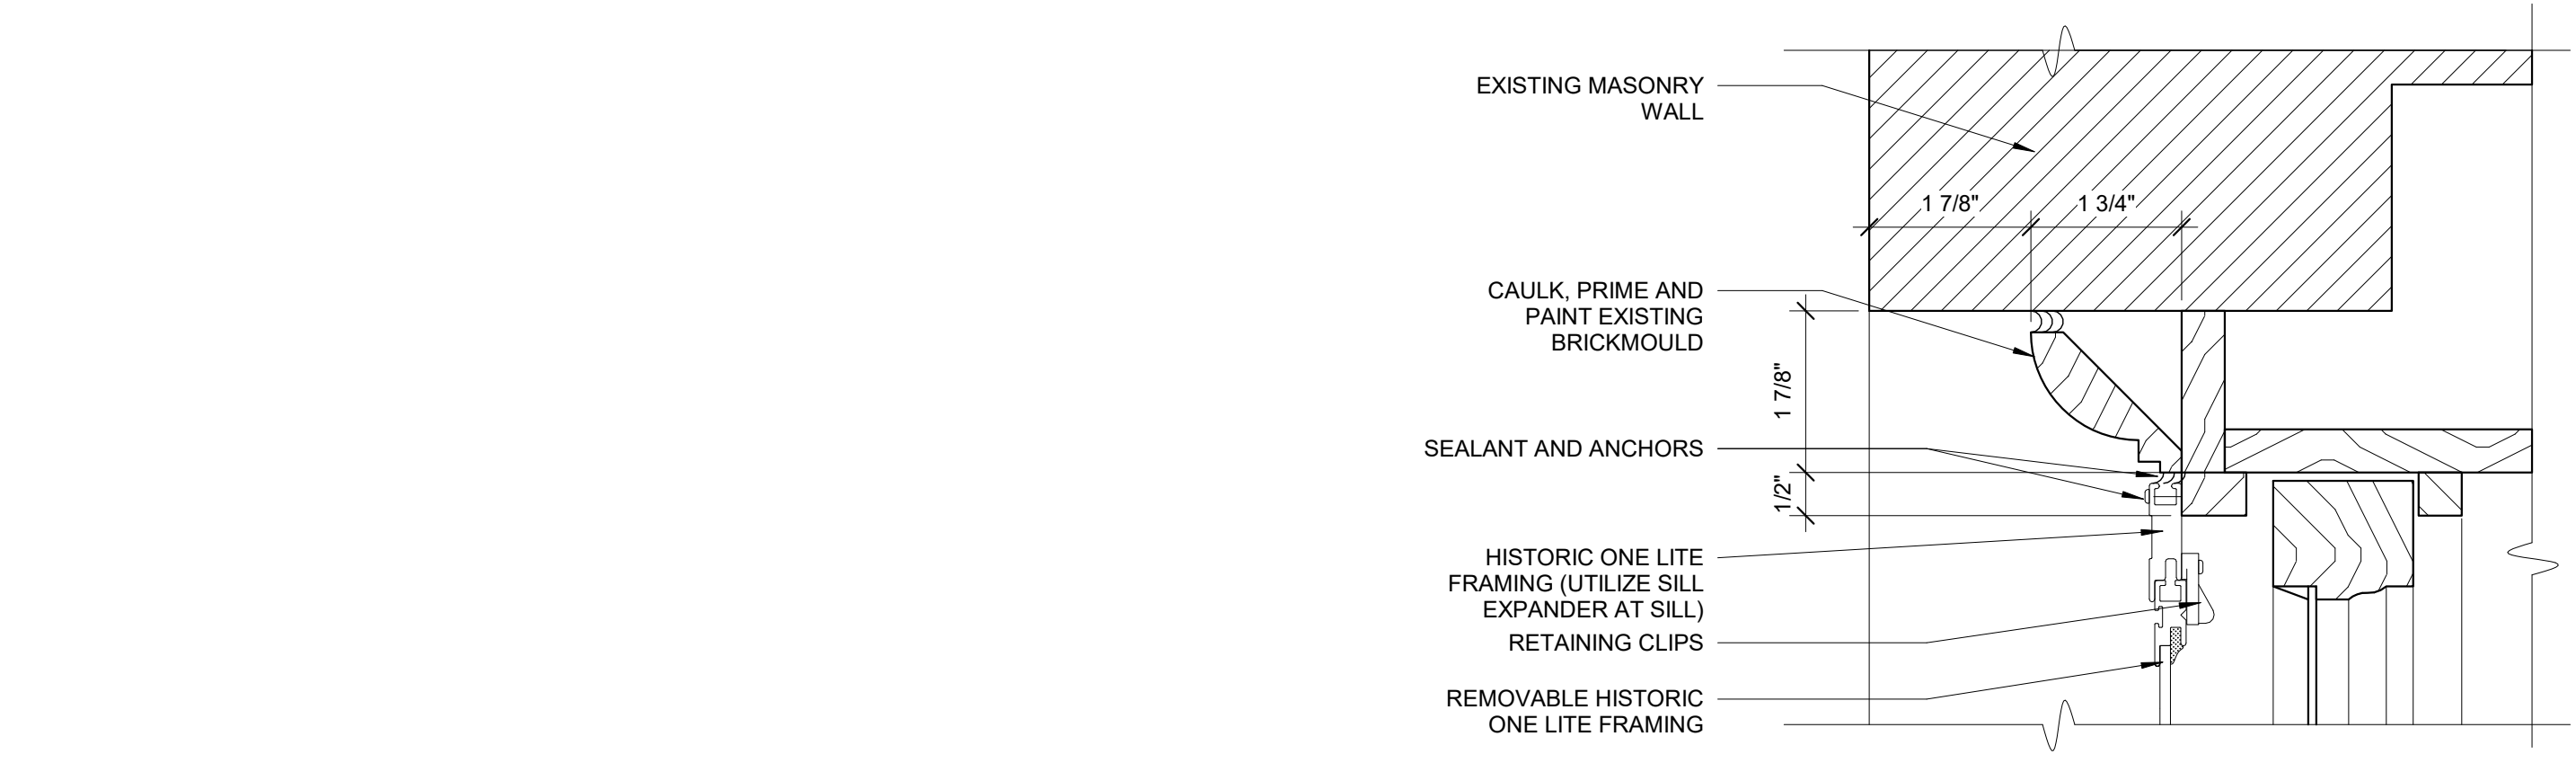 EXISTING MASONRY
WALL
1 7/8"
1 3/4"
CAULK, PRIME AND
PAINT EXISTING
BRICKMOULD
1 7/8"
SEALANT AND ANCHORS
1/2"
HISTORIC ONE LITE
FRAMING (UTILIZE SILL
EXPANDER AT SILL)
RETAINING CLIPS
REMOVABLE HISTORIC
ONE LITE FRAMING